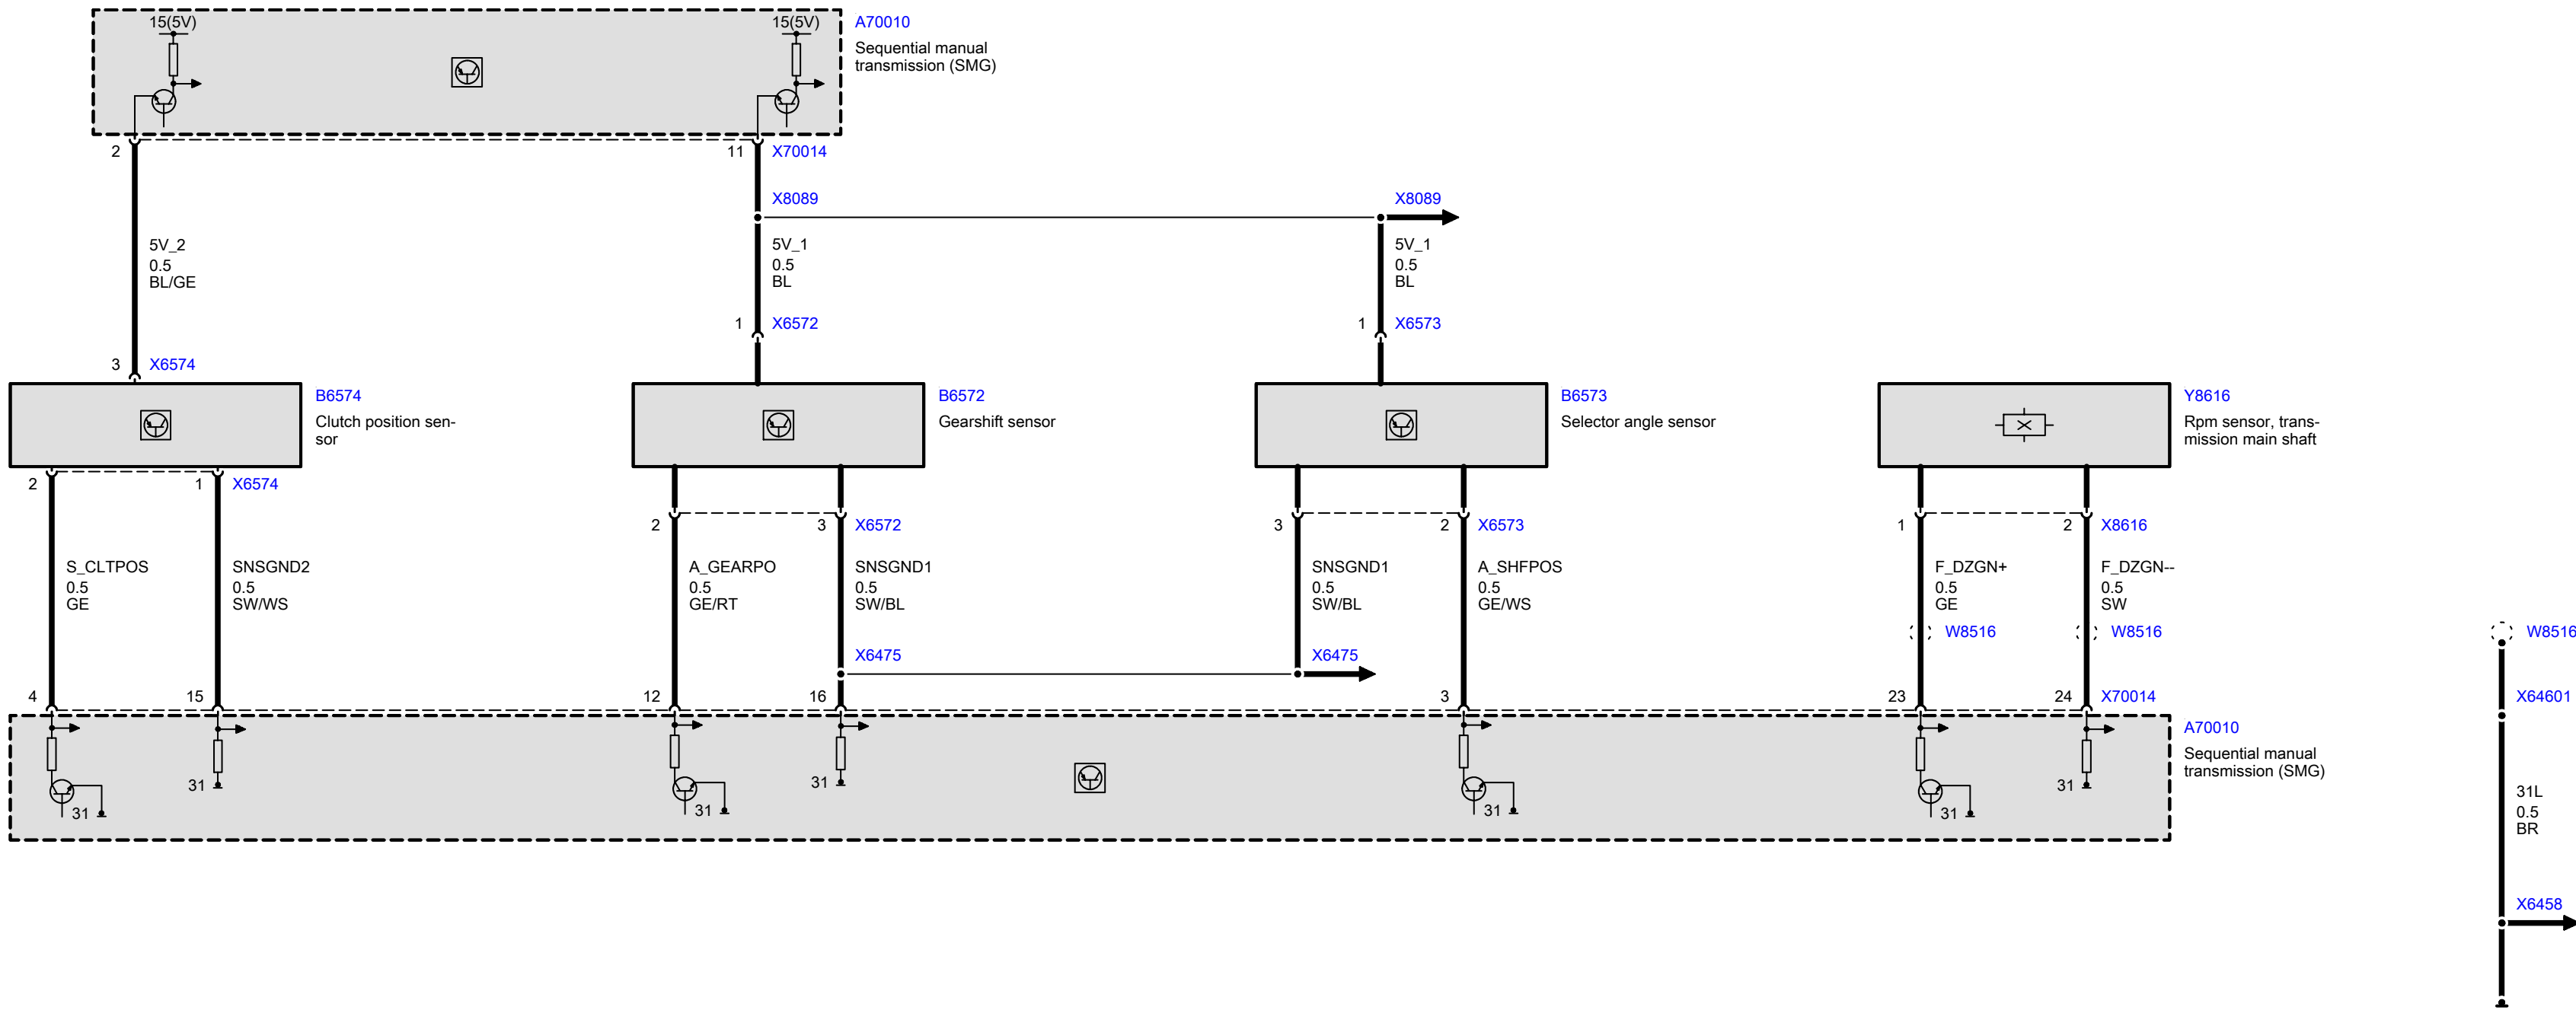 15(5V)
15(5V)
A70010
Sequential manual
transmission (SMG)
2
11
X70014
X8089
X8089
5V_2
0.5
BL/GE
5V_1
0.5
BL
5V_1
0.5
BL
1
X6572
1
X6573
3
X6574
B6574
Clutch position sen-
sor
B6572
Gearshift sensor
B6573
Selector angle sensor
Y8616
Rpm sensor, trans-
mission main shaft
2
1
X6574
2
3
X6572
3
2
X6573
1
2
X8616
S_CLTPOS
0.5
GE
SNSGND2
0.5
SW/WS
A_GEARPO
0.5
GE/RT
SNSGND1
0.5
SW/BL
SNSGND1
0.5
SW/BL
A_SHFPOS
0.5
GE/WS
F_DZGN+
0.5
GE
F_DZGN--
0.5
SW
W8516
W8516
W8516
X6475
X6475
4
15
12
16
3
23
24
X70014
X64601
A70010
Sequential manual
transmission (SMG)
31
31
31
31
31
31
31
31L
0.5
BR
X6458